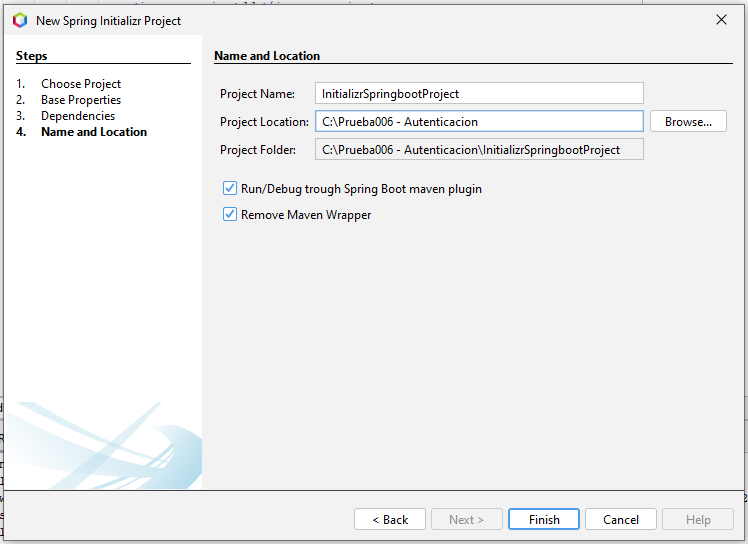 New Spring Initializr Project
Steps
1. Choose Project
2. Base Properties
3. Dependencies
4. Name and Location
Name and Location
Project Name: InitializrSpringbootProject
Project Location: C:\Prueba006 - Autenticacion Browse...
Project Folder: C:\Prueba006 - Autenticacion\InitializrSpringbootProject
Run/Debug trough Spring Boot maven plugin
Remove Maven Wrapper
< Back Next > Finish Cancel Help